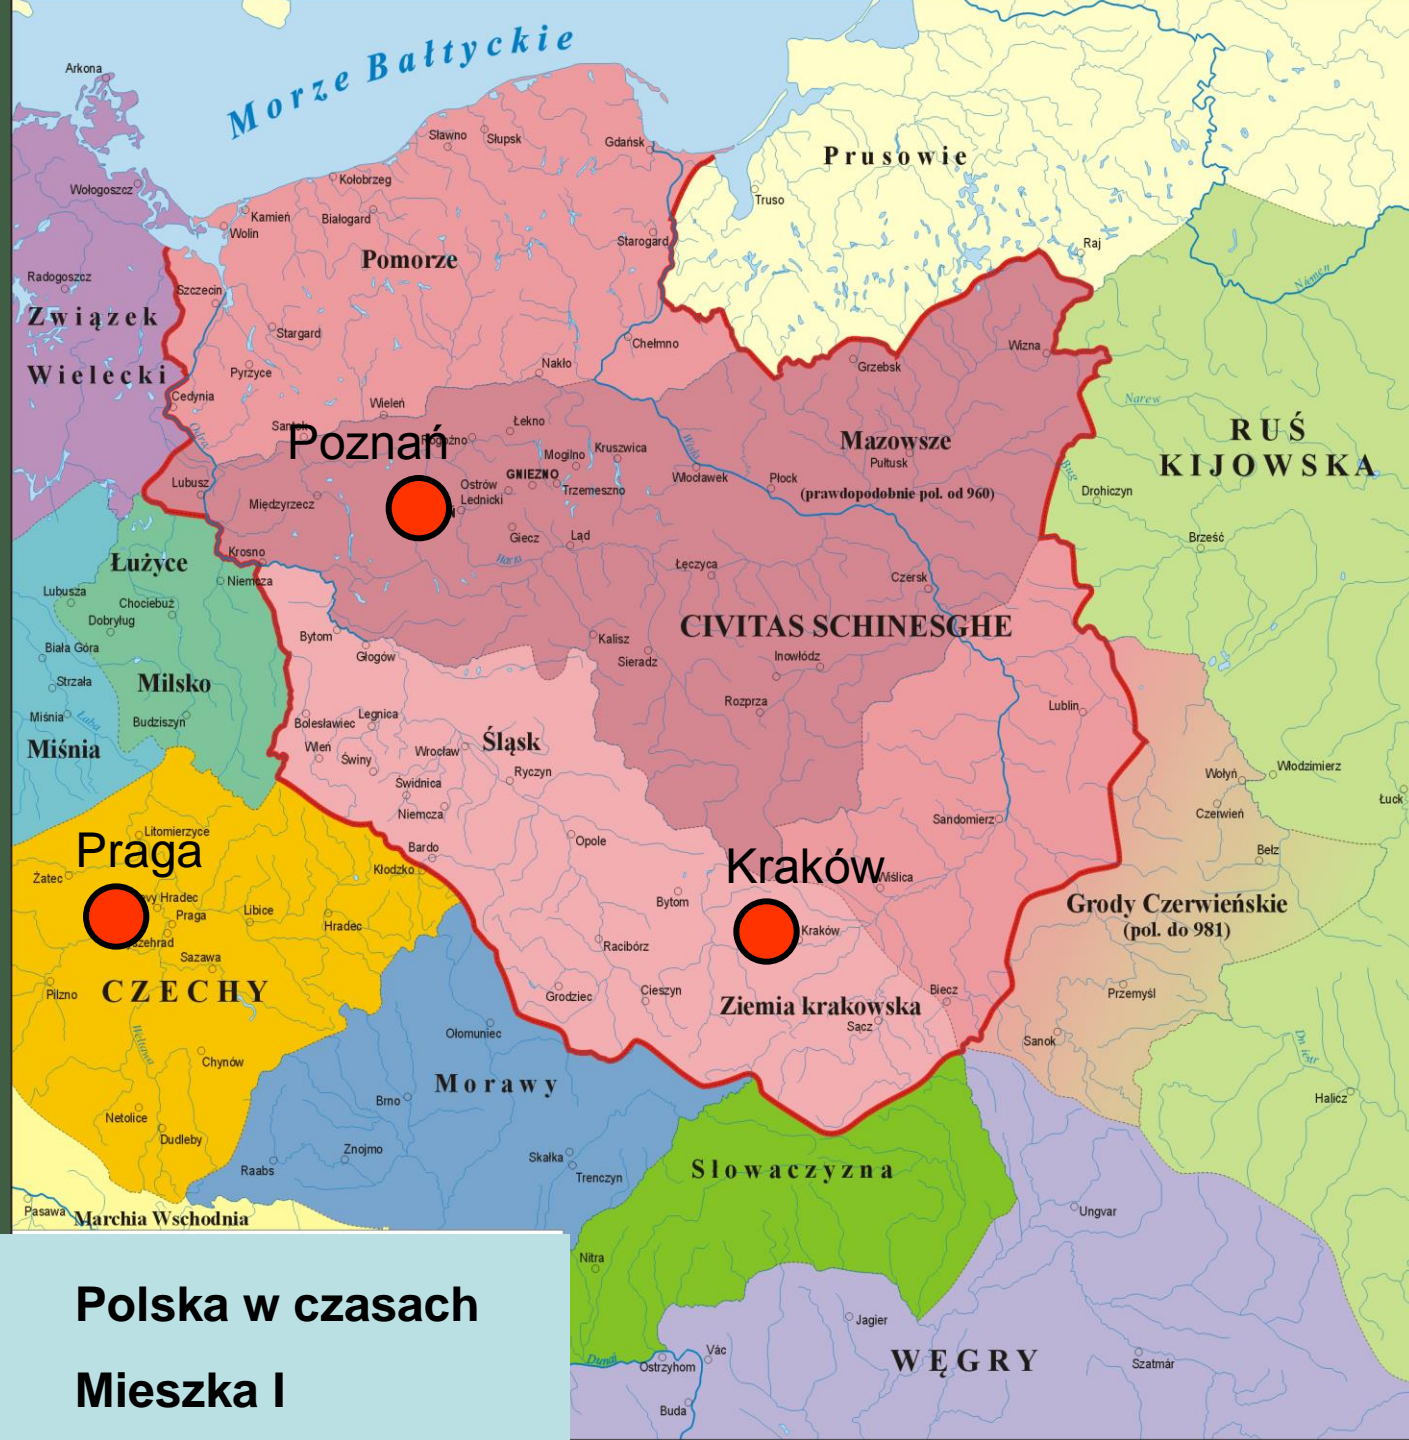 Morze Bałtyckie
Arkona
Sławno
Słupsk
Gdańsk
Prusowie
Kołobrzeg
Wołogoszcz
Truso
Kamień
Białogard
Wolin
Starogard
Raj
Pomorze
Radogoszcz
Niemen
Szczecin
Związek
Wielecki
Stargard
Chełmno
Wizna
Nakło
Grzebsk
Pyrzyce
Cedynia
Wieleń
Narew
Łekno
RUŚ
KIJOWSKA
Odra
Poznań
Mazowsze
Kruszwica
Mogilno
Pułtusk
Bug
GNIEZNO
Włocławek
Płock
Lubusz
Ostrów
Lednicki
Trzemeszno
(prawdopodobnie pol. od 960)
Drohiczyn
Międzyrzecz
Giecz
Ląd
Brześć
Krosno
Łużyce
Łęczyca
Niemcza
Czersk
Lubusza
Chociebuż
Dobryług
CIVITAS SCHINESGHE
Bytom
Kalisz
Biała Góra
Głogów
Sieradz
Inowłódz
Strzała
Milsko
Rozprza
Lublin
Miśnia
Łaba
Budziszyn
Bolesławiec
Legnica
Miśnia
Wleń
Świny
Wrocław
Śląsk
Ryczyn
Wołyń
Włodzimierz
Świdnica
Łuck
Niemcza
Czerwień
Sandomierz
Litomierzyce
Opole
Praga
Bardo
Bełz
Kraków
Żatec
Kłodzko
Wiślica
Bytom
Grody Czerwieńskie
(pol. do 981)
Libice
Praga
Hradec
Kraków
Racibórz
Sazawa
Pilzno
CZECHY
Grodziec
Cieszyn
Ziemia krakowska
Biecz
Przemyśl
Sącz
Ołomuniec
Sanok
Wełtawa
Chynów
Dniestr
Morawy
Brno
Halicz
Netolice
Dudleby
Znojmo
Skałka
Raabs
Trenczyn
Słowaczyzna
Pasawa
Marchia Wschodnia
Ungvar
Nitra
Polska w czasach
Mieszka I
Jagier
Dunaj
Ostrzyhom
Vác
WĘGRY
Szatmár
Buda